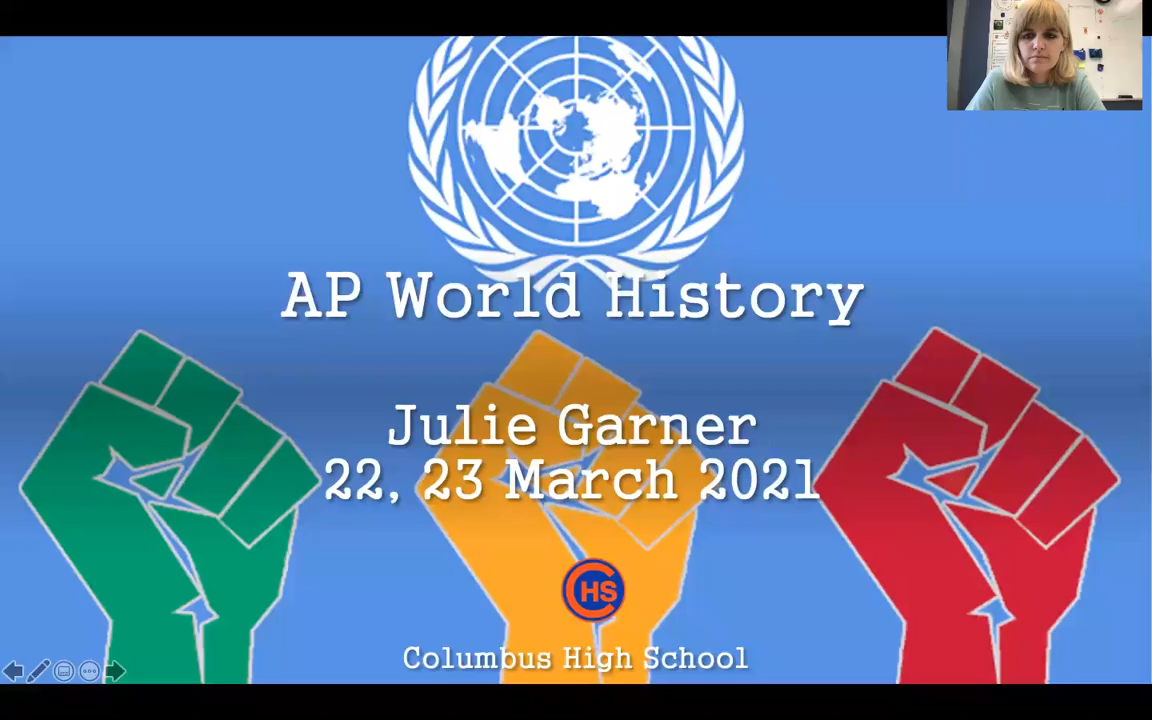 AP World History
Julie Garner
22, 23 March 2021
CHS
Columbus High School